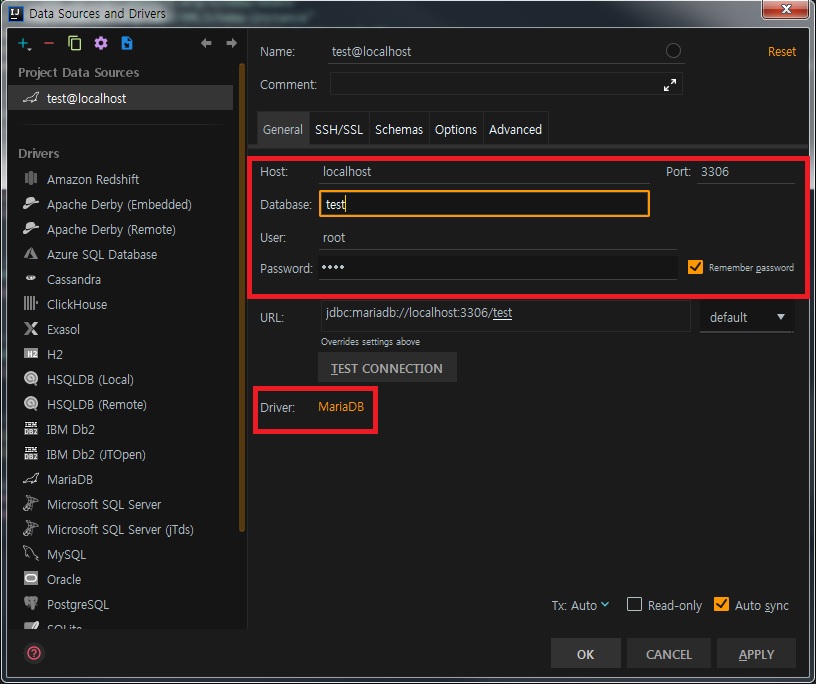 Data Sources and Drivers
Project Data Sources
test@localhost
Drivers
Amazon Redshift
Apache Derby (Embedded)
Apache Derby (Remote)
Azure SQL Database
Cassandra
ClickHouse
Exasol
H2
HSQLDB (Local)
HSQLDB (Remote)
IBM Db2
IBM Db2 (JTOpen)
MariaDB
Microsoft SQL Server
Microsoft SQL Server (jTds)
MySQL
Oracle
PostgreSQL
SQLite
Name: test@localhost Reset
Comment:
General SSH/SSL Schemas Options Advanced
Host: localhost Port: 3306
Database: test
User: root
Password: •••• Remember password
URL: jdbc:mariadb://localhost:3306/test default
Overrides settings above
TEST CONNECTION
Driver: MariaDB
Tx: Auto Read-only Auto sync
OK CANCEL APPLY